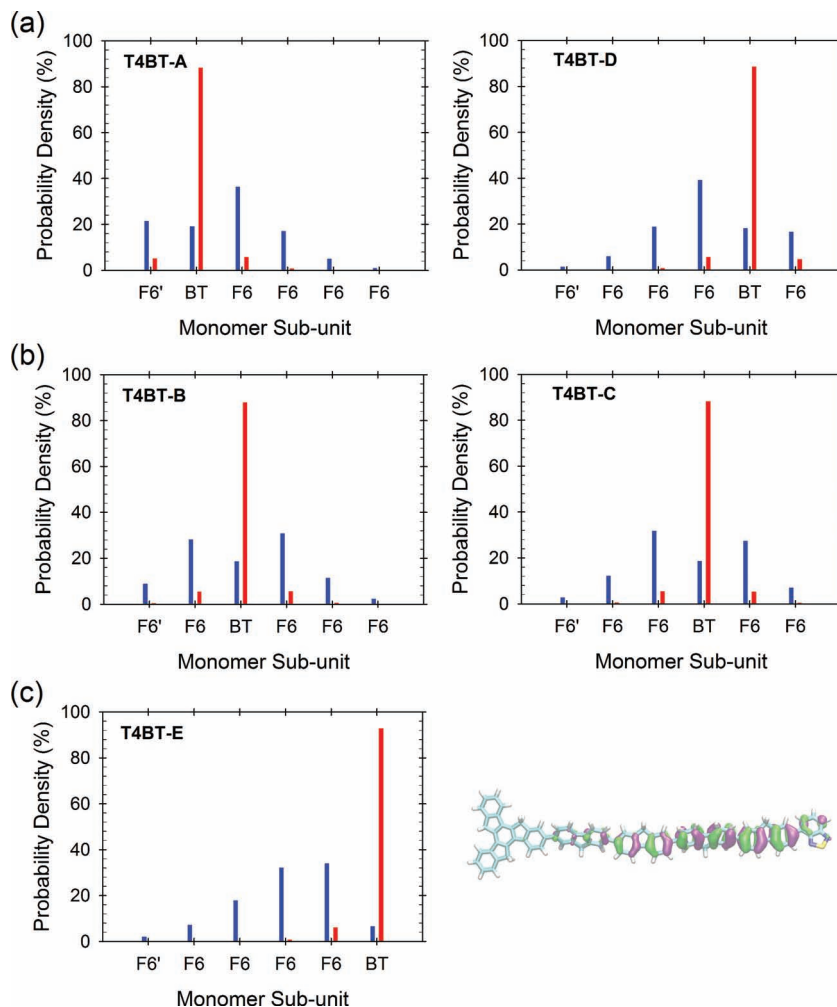 (a)
T4BT-A
Probability Density (%)
100
80
60
40
20
0
F6' BT F6 F6 F6 F6
Monomer Sub-unit
T4BT-D
Probability Density (%)
100
80
60
40
20
0
F6' F6 F6 F6 BT F6
Monomer Sub-unit
(b)
T4BT-B
Probability Density (%)
100
80
60
40
20
0
F6' F6 BT F6 F6 F6
Monomer Sub-unit
T4BT-C
Probability Density (%)
100
80
60
40
20
0
F6' F6 F6 BT F6 F6
Monomer Sub-unit
(c)
T4BT-E
Probability Density (%)
100
80
60
40
20
0
F6' F6 F6 F6 F6 BT
Monomer Sub-unit